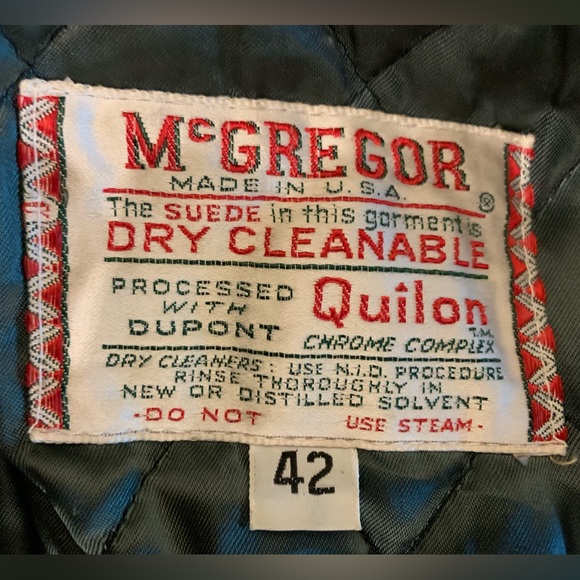 McGREGOR
MADE IN U.S.A.
®
The SUEDE in this garment is
DRY CLEANABLE
PROCESSED
WITH
DUPONT
Quilon
T.M.
CHROME COMPLEX
DRY CLEANERS: USE N.I.D. PROCEDURE
RINSE THOROUGHLY IN
NEW OR DISTILLED SOLVENT
-DO NOT USE STEAM-
42